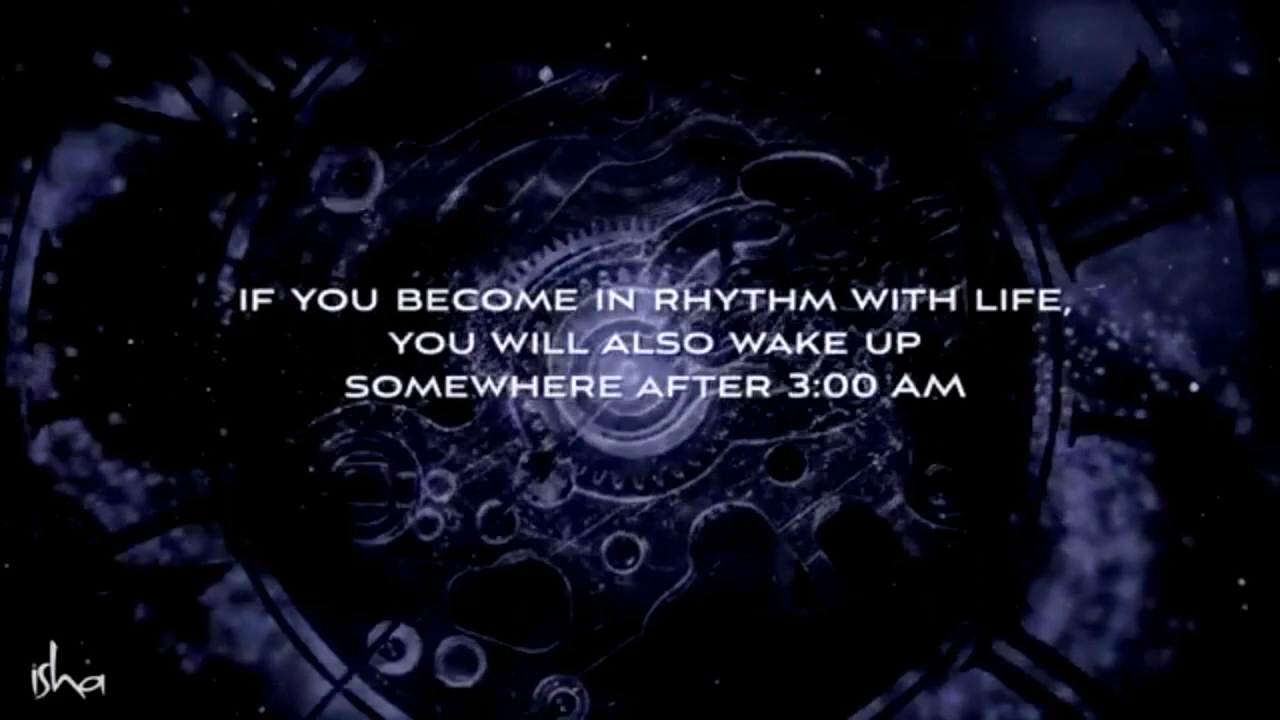 IF YOU BECOME IN RHYTHM WITH LIFE,
YOU WILL ALSO WAKE UP
SOMEWHERE AFTER 3:00 AM
isha